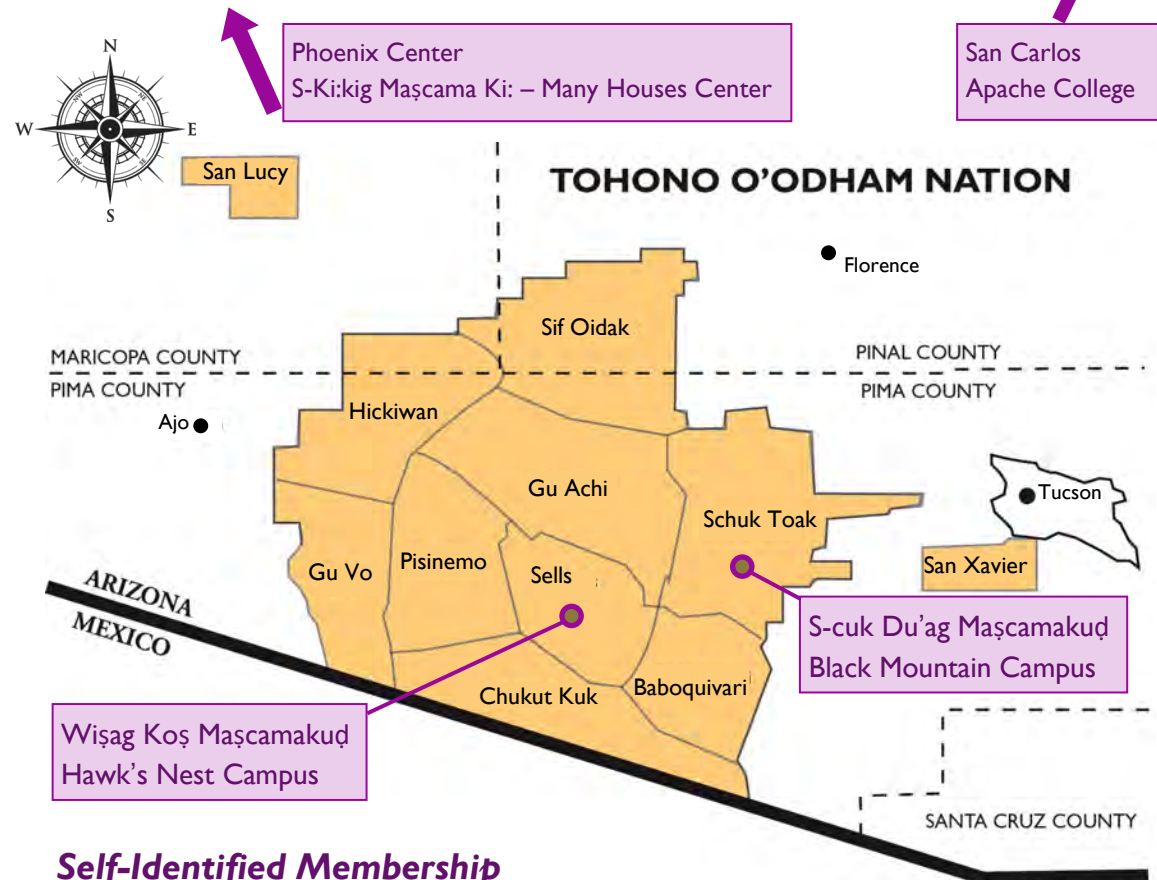 Phoenix Center
S-Ki:kig Maṣcama Ki: – Many Houses Center
San Carlos
Apache College
N
W
E
S
San Lucy
TOHONO O’ODHAM NATION
Florence
Sif Oidak
MARICOPA COUNTY
PIMA COUNTY
PINAL COUNTY
PIMA COUNTY
Ajo
Hickiwan
Gu Achi
Schuk Toak
Tucson
Gu Vo
Pisinemo
Sells
San Xavier
ARIZONA
MEXICO
S-cuk Du’ag Maṣcamakuḍ
Black Mountain Campus
Chukut Kuk
Baboquivari
Wiṣag Koṣ Maṣcamakuḍ
Hawk’s Nest Campus
SANTA CRUZ COUNTY
Self-Identified Membership